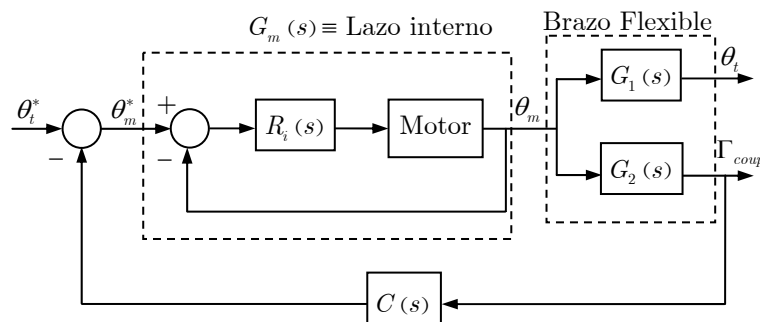 G_m(s) ≡ Lazo interno
Brazo Flexible
θ_t^*
θ_m^*
+
−
−
R_i(s)
Motor
θ_m
G_1(s)
θ_t
G_2(s)
Γ_coup
C(s)